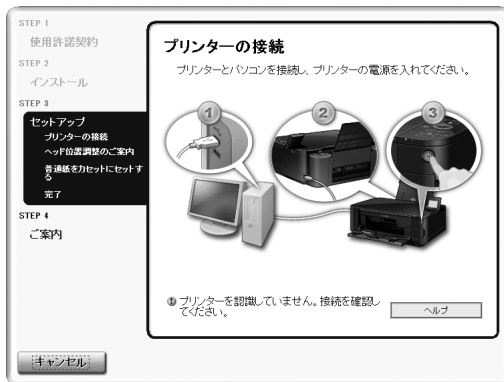 STEP 1
使用許諾契約
STEP 2
インストール
STEP 3
セットアップ
プリンターの接続
ヘッド位置調整のご案内
普通紙をカセットにセットす
る
完了
STEP 4
ご案内
プリンターの接続
プリンターとパソコンを接続し、プリンターの電源を入れてください。
1
2
3
プリンターを認識していません。接続を確認し
てください。
ヘルプ
キャンセル